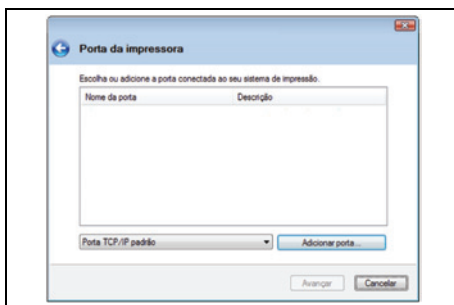 Porta da impressora
Escolha ou adicione a porta conectada ao seu sistema de impressão.
Nome da porta Descrição
Porta TCP/IP padrão Adicionar porta...
Avançar Cancelar